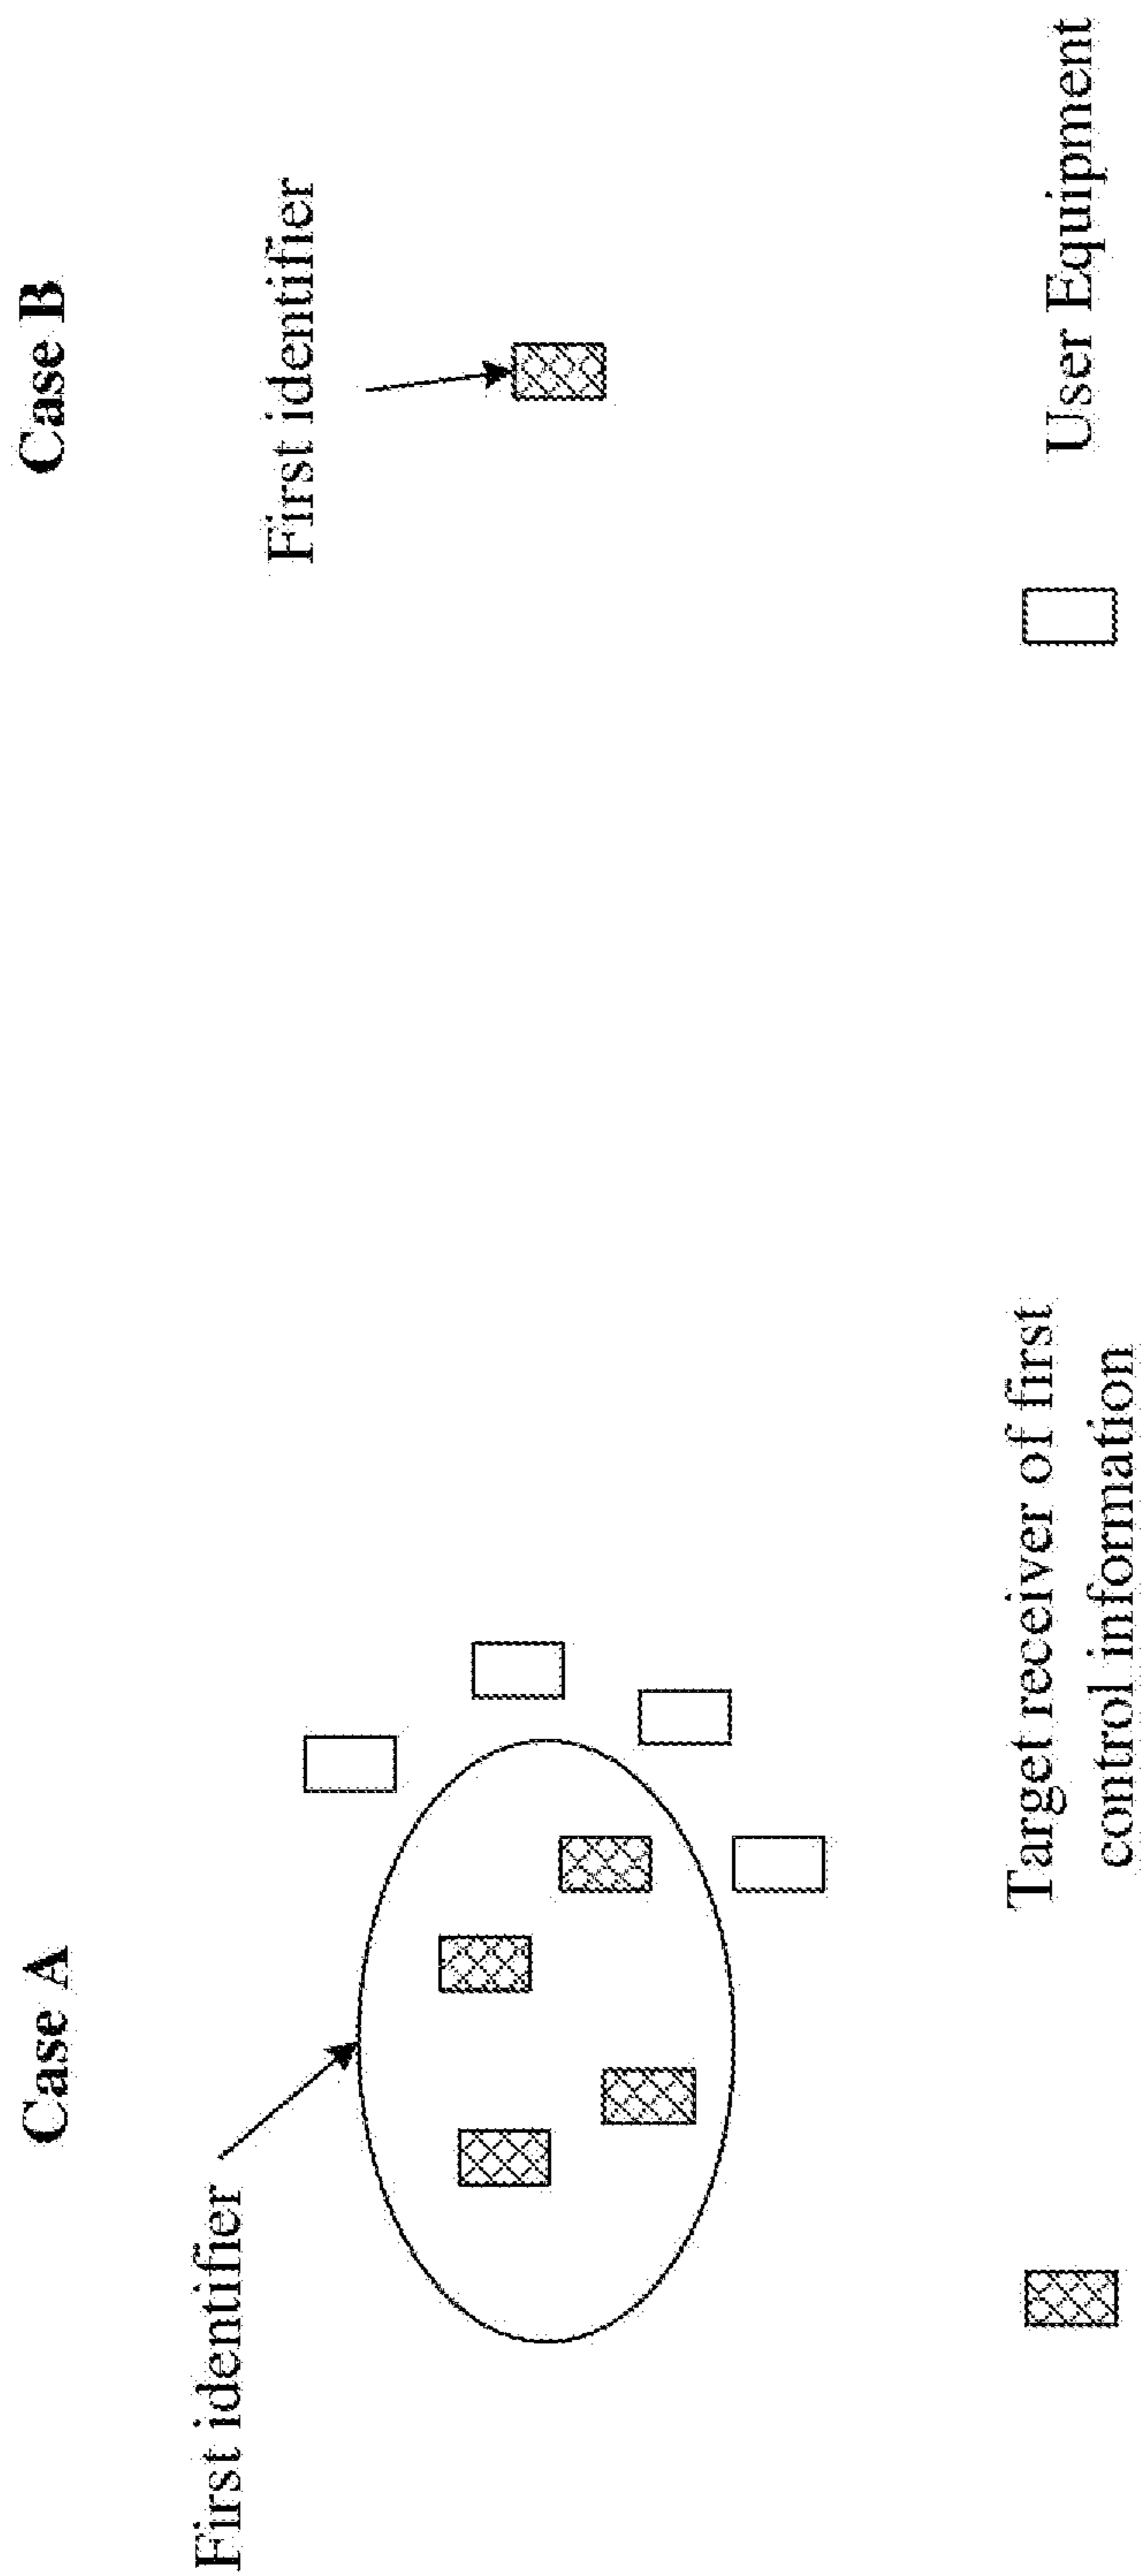 Case A
Case B
First identifier
First identifier
Target receiver of first
control information
User Equipment